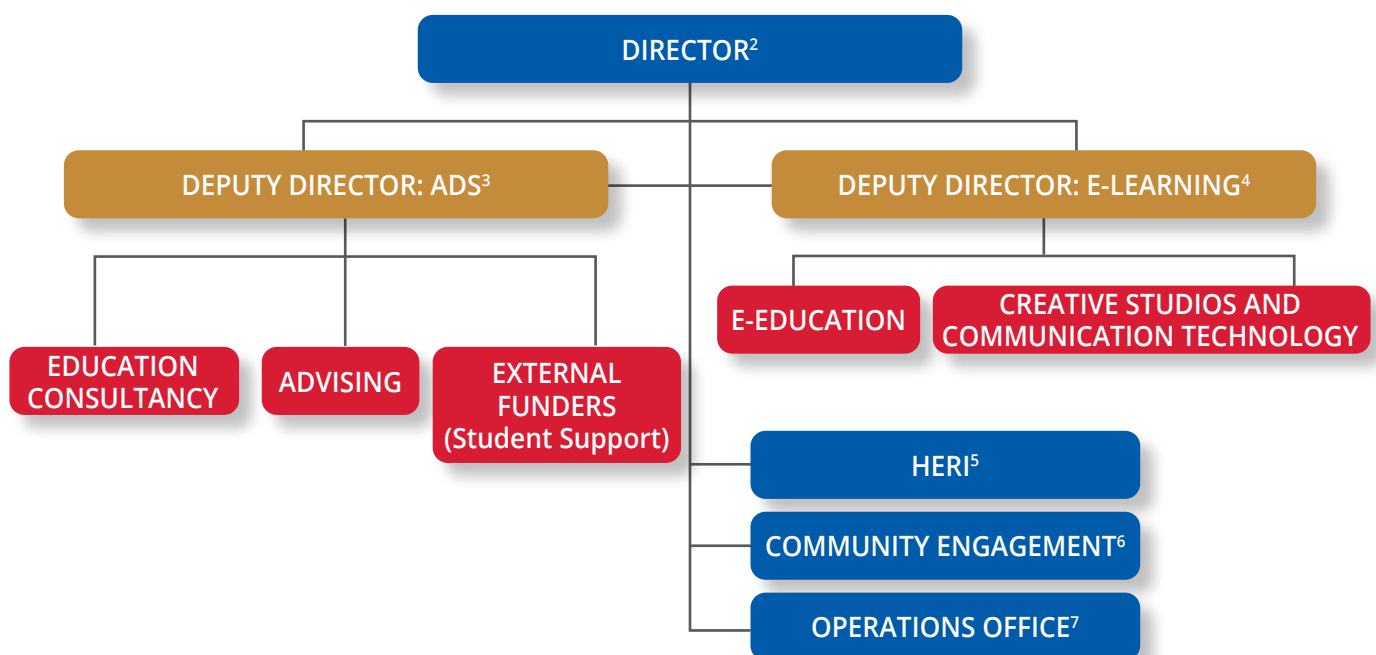 DIRECTOR²
DEPUTY DIRECTOR: ADS³
DEPUTY DIRECTOR: E-LEARNING⁴
EDUCATION
CONSULTANCY
ADVISING
EXTERNAL
FUNDERS
(Student Support)
E-EDUCATION
CREATIVE STUDIOS AND
COMMUNICATION TECHNOLOGY
HERI⁵
COMMUNITY ENGAGEMENT⁶
OPERATIONS OFFICE⁷